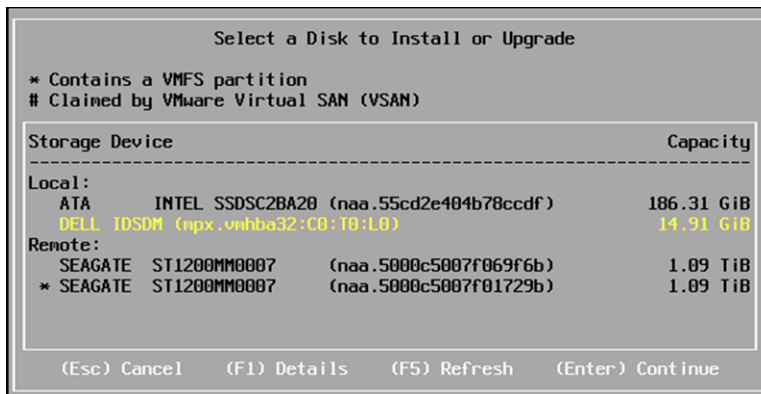 Select a Disk to Install or Upgrade
* Contains a VMFS partition
# Claimed by VMware Virtual SAN (VSAN)
Storage Device Capacity
Local:
ATA INTEL SSDSC2BA20 (naa.55cd2e404b78ccdf) 186.31 GiB
DELL IDSDM (mpx.vmhba32:C0:T0:L0) 14.91 GiB
Remote:
SEAGATE ST1200MM0007 (naa.5000c5007f069f6b) 1.09 TiB
* SEAGATE ST1200MM0007 (naa.5000c5007f01729b) 1.09 TiB
(Esc) Cancel (F1) Details (F5) Refresh (Enter) Continue